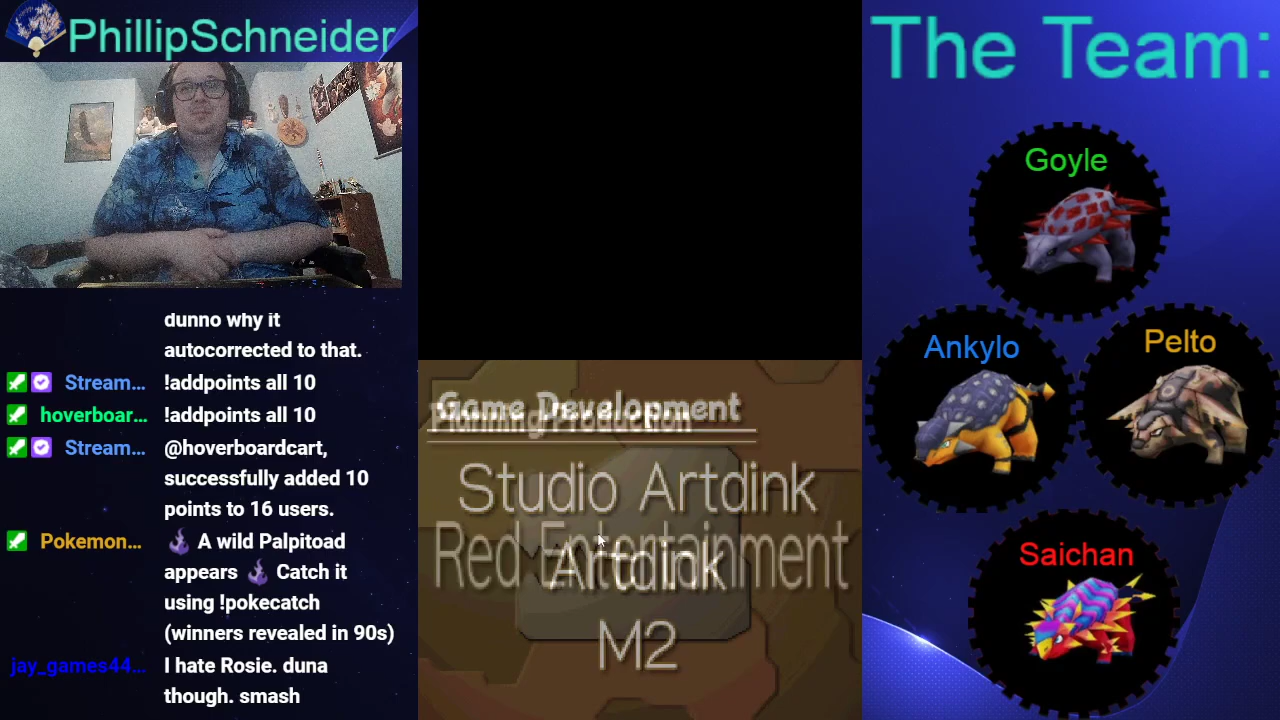 PhillipSchneider
The Team:
Goyle
Ankylo
Pelto
Saichan
dunno why it
autocorrected to that.
Stream... !addpoints all 10
hoverboar... !addpoints all 10
Stream... @hoverboardcart,
successfully added 10
points to 16 users.
Pokemon... A wild Palpitoad
appears Catch it
using !pokecatch
(winners revealed in 90s)
jay_games44... I hate Rosie. duna
though. smash
Game Development
Planning/Production
Studio Artdink
Red Entertainment
Artdink
M2